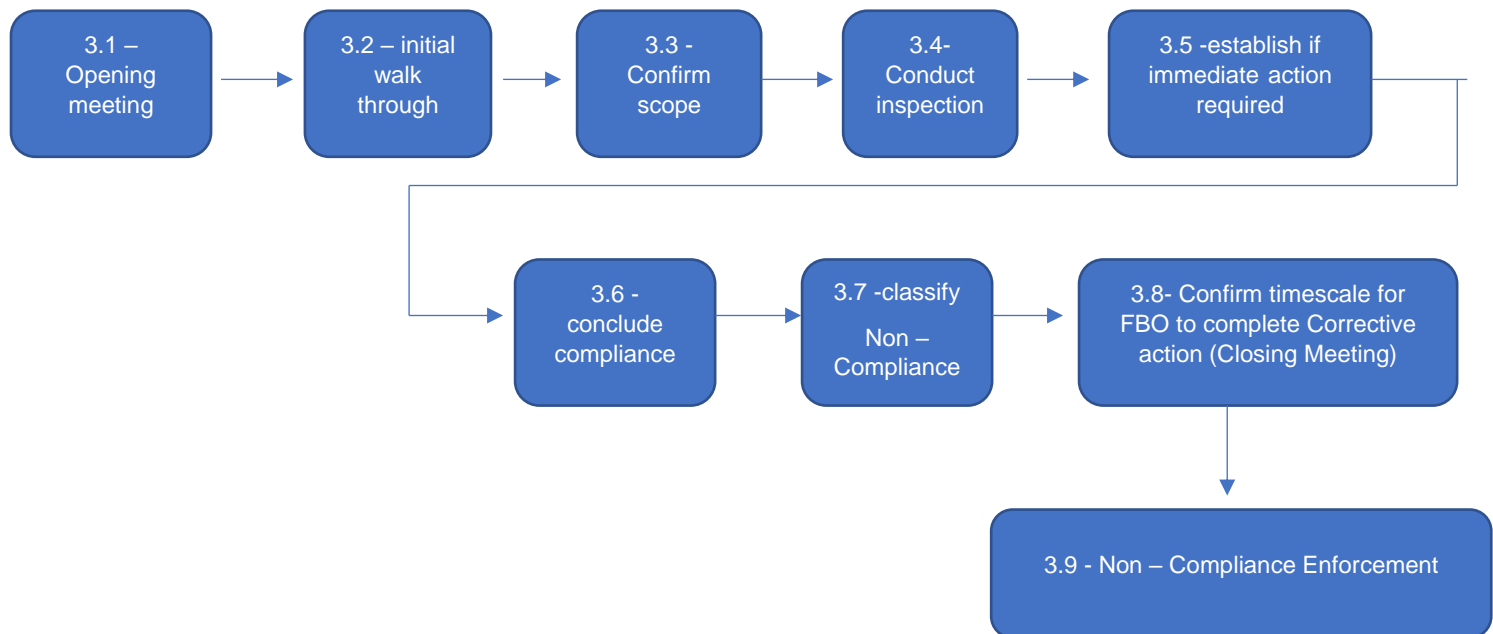 3.1 –
Opening
meeting
3.2 – initial
walk
through
3.3 -
Confirm
scope
3.4-
Conduct
inspection
3.5 -establish if
immediate action
required
3.6 -
conclude
compliance
3.7 -classify
Non –
Compliance
3.8- Confirm timescale for
FBO to complete Corrective
action (Closing Meeting)
3.9 - Non – Compliance Enforcement